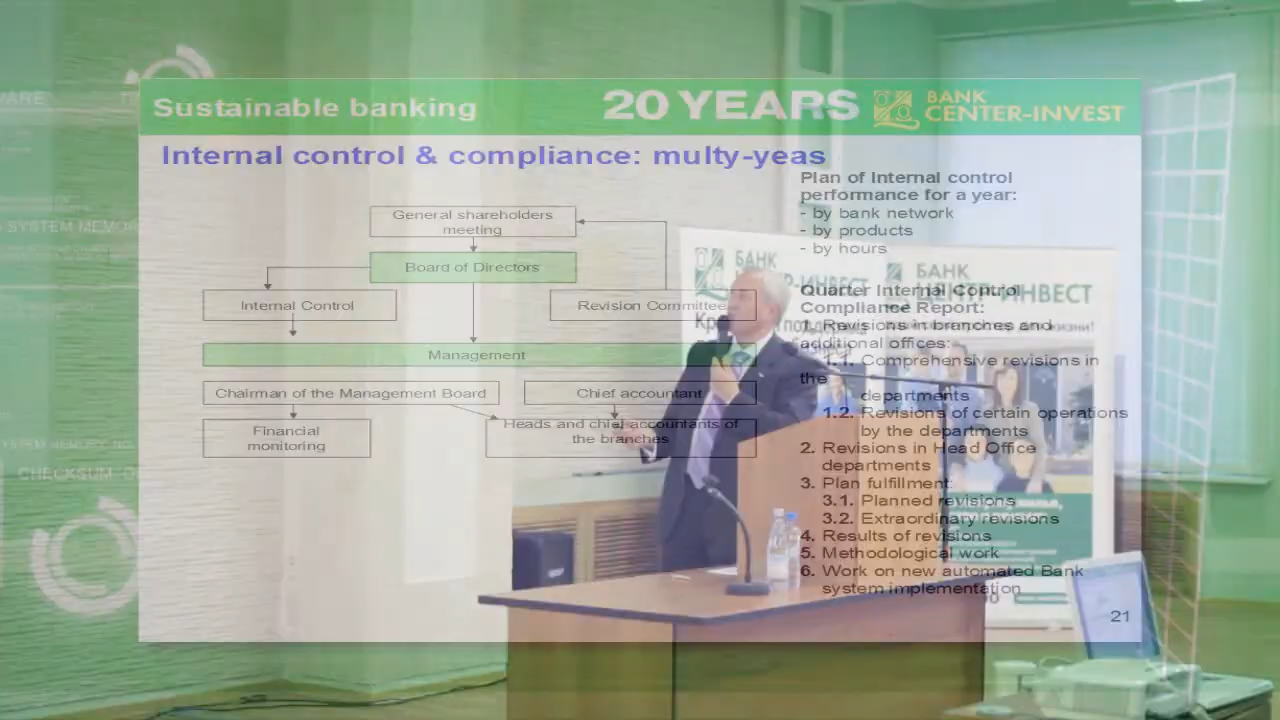 Sustainable banking
20 YEARS
BANK
CENTER-INVEST
Internal control & compliance: multy-yeas
General shareholders
meeting
Board of Directors
Internal Control
Revision Committee
Management
Chairman of the Management Board
Chief accountant
Financial
monitoring
Heads and chief accountants of
the branches
Plan of Internal control
performance for a year:
- by bank network
- by products
- by hours
Quarter Internal Control
Compliance Report:
1. Revisions in branches and
additional offices:
1.1. Comprehensive revisions in
the
departments
1.2. Revisions of certain operations
by the departments
2. Revisions in Head Office
departments
3. Plan fulfillment:
3.1. Planned revisions
3.2. Extraordinary revisions
4. Results of revisions
5. Methodological work
6. Work on new automated Bank
system implementation
21
БАНК
БАНК
ЦЕНТР-ИНВЕСТ
SYSTEM MEMOR
CHECKSUM